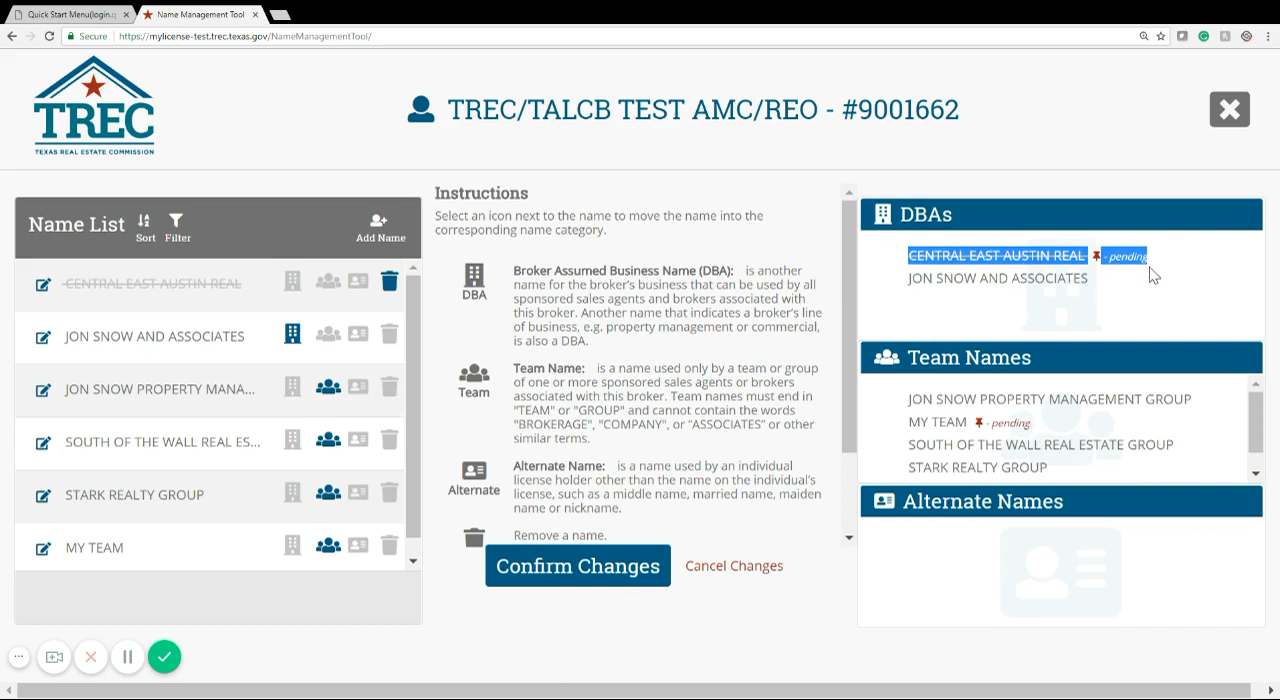 Quick Start Menu(login.q
Name Management Tool
Secure
https://mylicense-test.trec.texas.gov/NameManagementTool/
TREC
TEXAS REAL ESTATE COMMISSION
TREC/TALCB TEST AMC/REO - #9001662
Name List
Sort
Filter
Add Name
CENTRAL EAST AUSTIN REAL
JON SNOW AND ASSOCIATES
JON SNOW PROPERTY MANA...
SOUTH OF THE WALL REAL ES...
STARK REALTY GROUP
MY TEAM
Instructions
Select an icon next to the name to move the name into the
corresponding name category.
DBA
Broker Assumed Business Name (DBA): is another
name for the broker's business that can be used by all
sponsored sales agents and brokers associated with
this broker. Another name that indicates a broker's line
of business, e.g. property management or commercial,
is also a DBA.
Team
Team Name: is a name used only by a team or group
of one or more sponsored sales agents or brokers
associated with this broker. Team names must end in
"TEAM" or "GROUP" and cannot contain the words
"BROKERAGE", "COMPANY", or "ASSOCIATES" or other
similar terms.
Alternate
Alternate Name: is a name used by an individual
license holder other than the name on the individual's
license, such as a middle name, married name, maiden
name or nickname.
Remove a name.
Confirm Changes
Cancel Changes
DBAs
CENTRAL EAST AUSTIN REAL - pending
JON SNOW AND ASSOCIATES
Team Names
JON SNOW PROPERTY MANAGEMENT GROUP
MY TEAM - pending
SOUTH OF THE WALL REAL ESTATE GROUP
STARK REALTY GROUP
Alternate Names